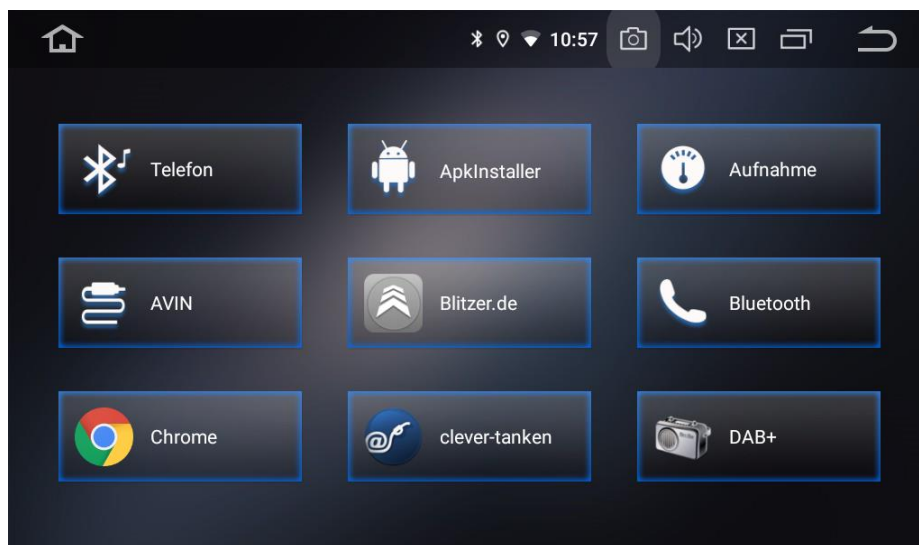 10:57
Telefon
ApkInstaller
Aufnahme
AVIN
Blitzer.de
Bluetooth
Chrome
clever-tanken
DAB+